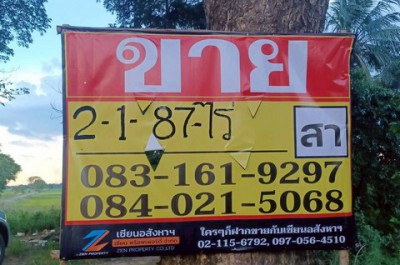 ขาย
2-1-87-ไร่
สา
083-161-9297
084-021-5068
เซียนอสังหาฯ
ZEN PROPERTY CO.,LTD
ใครๆก็ฝากขายกับเซียนอสังหาฯ
02-115-6792, 097-056-4510